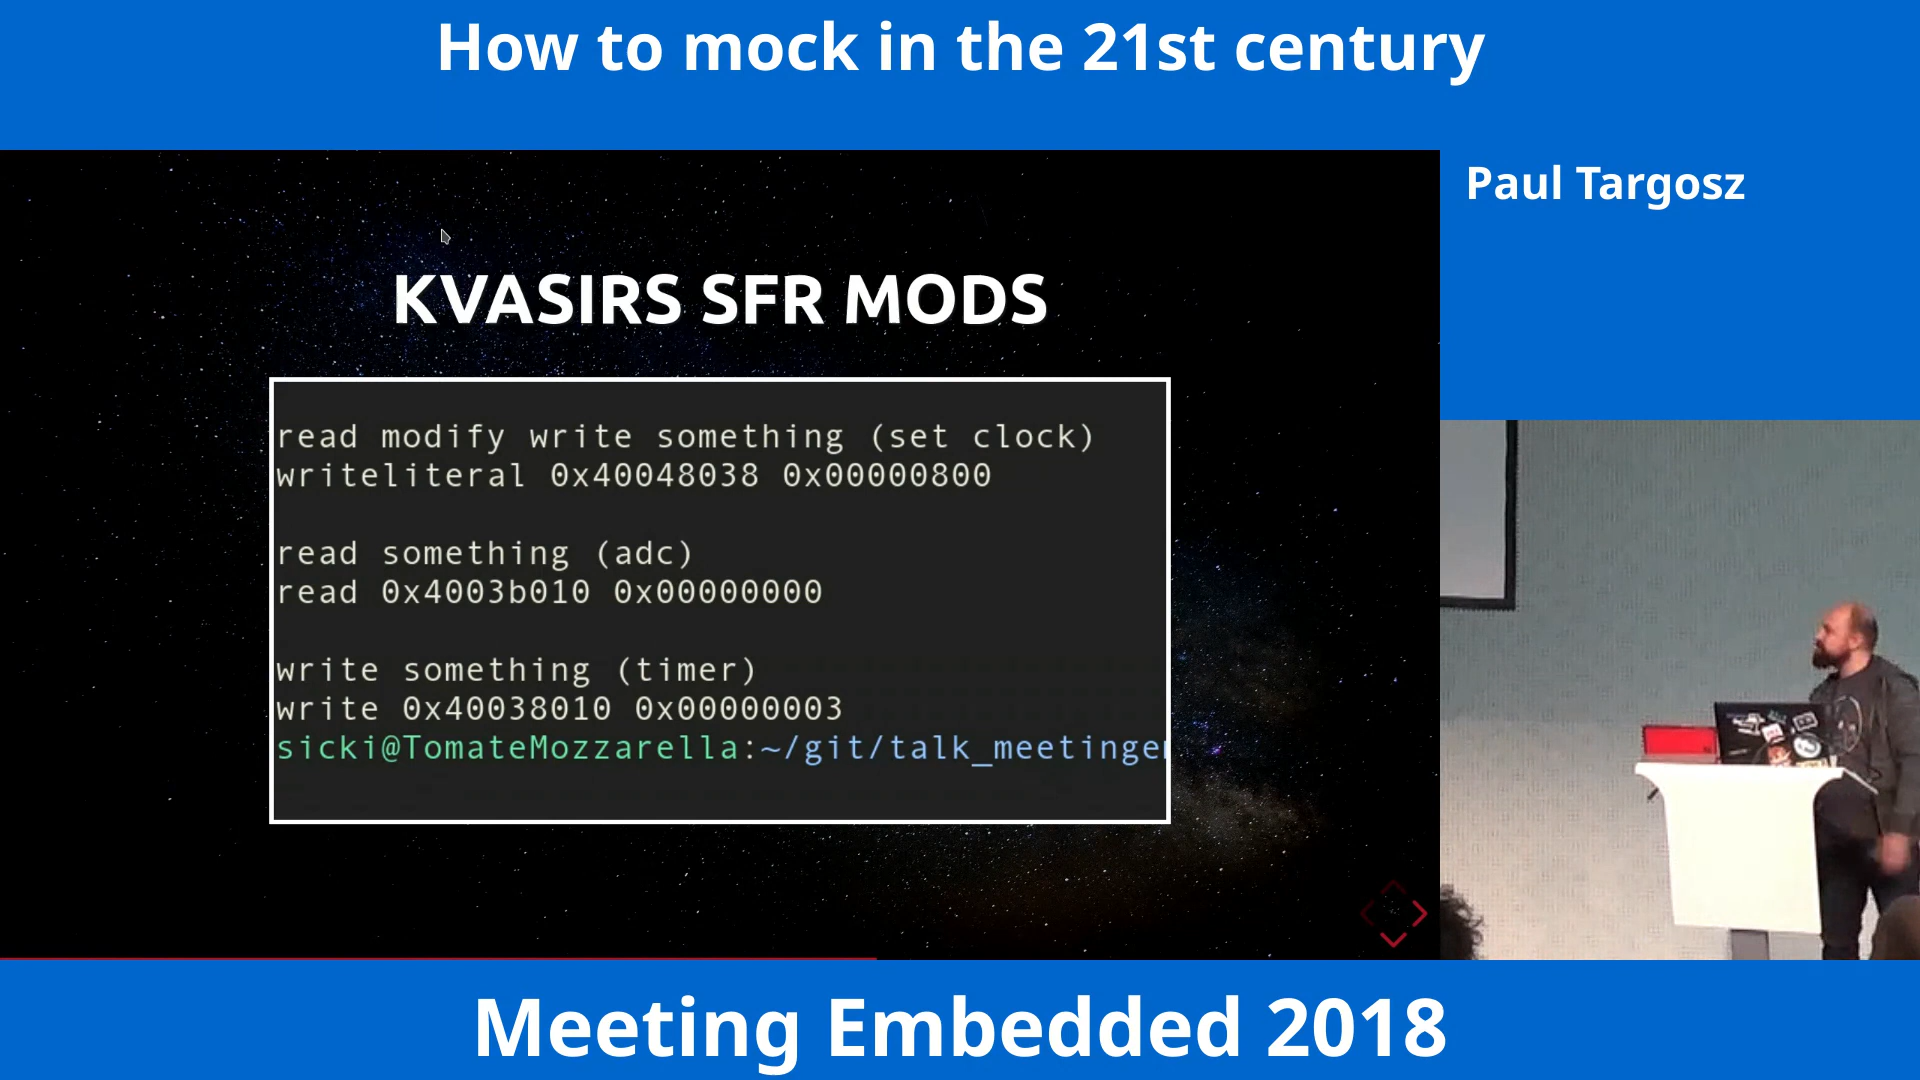 How to mock in the 21st century
Paul Targosz
KVASIRS SFR MODS
read modify write something (set clock)
writeliteral 0x40048038 0x00000800
read something (adc)
read 0x4003b010 0x00000000
write something (timer)
write 0x40038010 0x00000003
sicki@TomateMozzarella:~/git/talk_meetinge
Meeting Embedded 2018